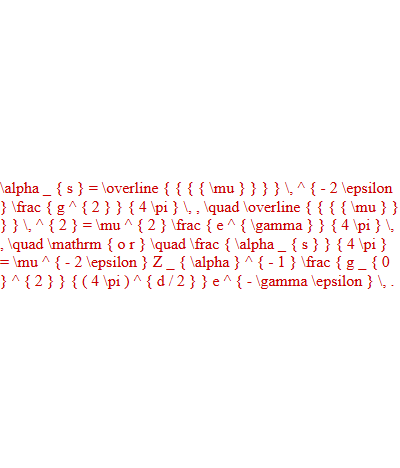 \alpha _ { s } = \overline { { { { \mu } } } } \, ^ { - 2 \epsilon
} \frac { g ^ { 2 } } { 4 \pi } \, , \quad \overline { { { { \mu } }
} } \, ^ { 2 } = \mu ^ { 2 } \frac { e ^ { \gamma } } { 4 \pi } \,
, \quad \mathrm { o r } \quad \frac { \alpha _ { s } } { 4 \pi }
= \mu ^ { - 2 \epsilon } Z _ { \alpha } ^ { - 1 } \frac { g _ { 0
} ^ { 2 } } { ( 4 \pi ) ^ { d / 2 } } e ^ { - \gamma \epsilon } \, .